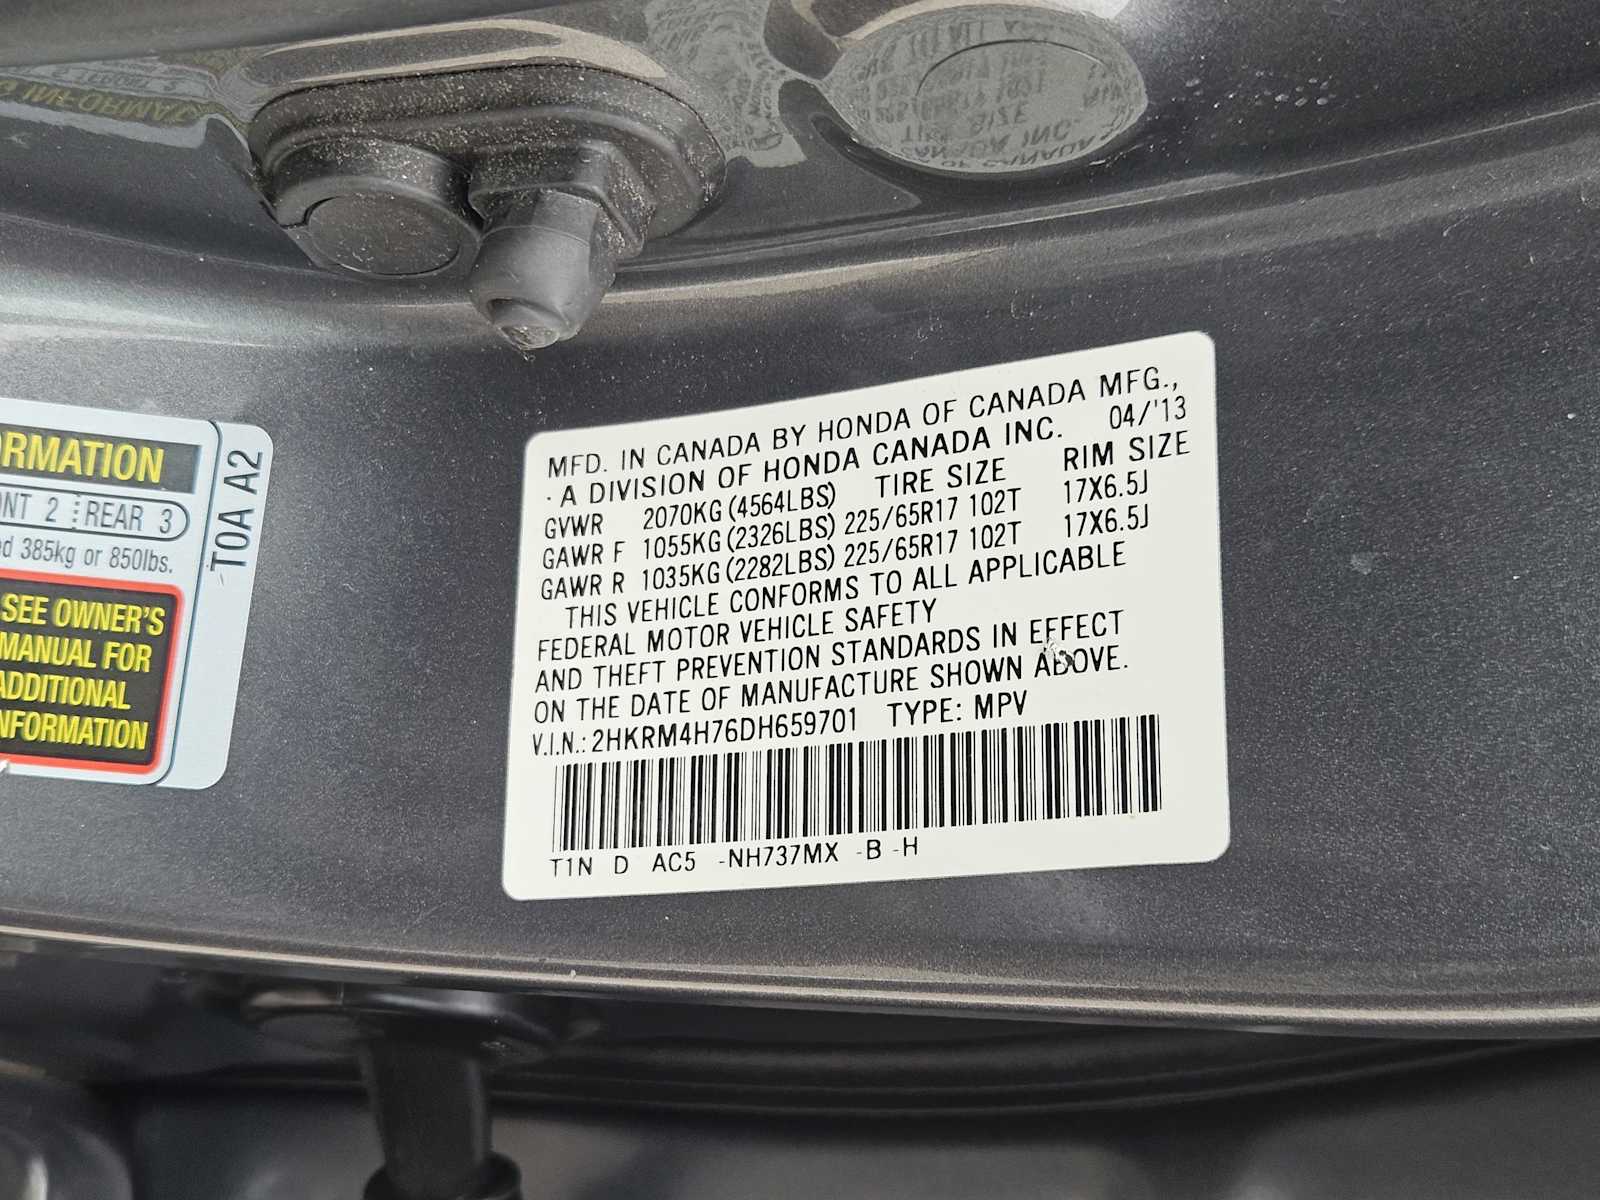 ORMATION
NT 2 REAR 3
d 385kg or 850lbs.
SEE OWNER'S
MANUAL FOR
ADDITIONAL
INFORMATION
T0A A2
MFD. IN CANADA BY HONDA OF CANADA MFG.,
A DIVISION OF HONDA CANADA INC. 04/'13
GVWR 2070KG (4564LBS) TIRE SIZE RIM SIZE
GAWR F 1055KG (2326LBS) 225/65R17 102T 17X6.5J
GAWR R 1035KG (2282LBS) 225/65R17 102T 17X6.5J
THIS VEHICLE CONFORMS TO ALL APPLICABLE
FEDERAL MOTOR VEHICLE SAFETY
AND THEFT PREVENTION STANDARDS IN EFFECT
ON THE DATE OF MANUFACTURE SHOWN ABOVE.
V.I.N.: 2HKRM4H76DH659701 TYPE: MPV
T1N D AC5 -NH737MX -B -H